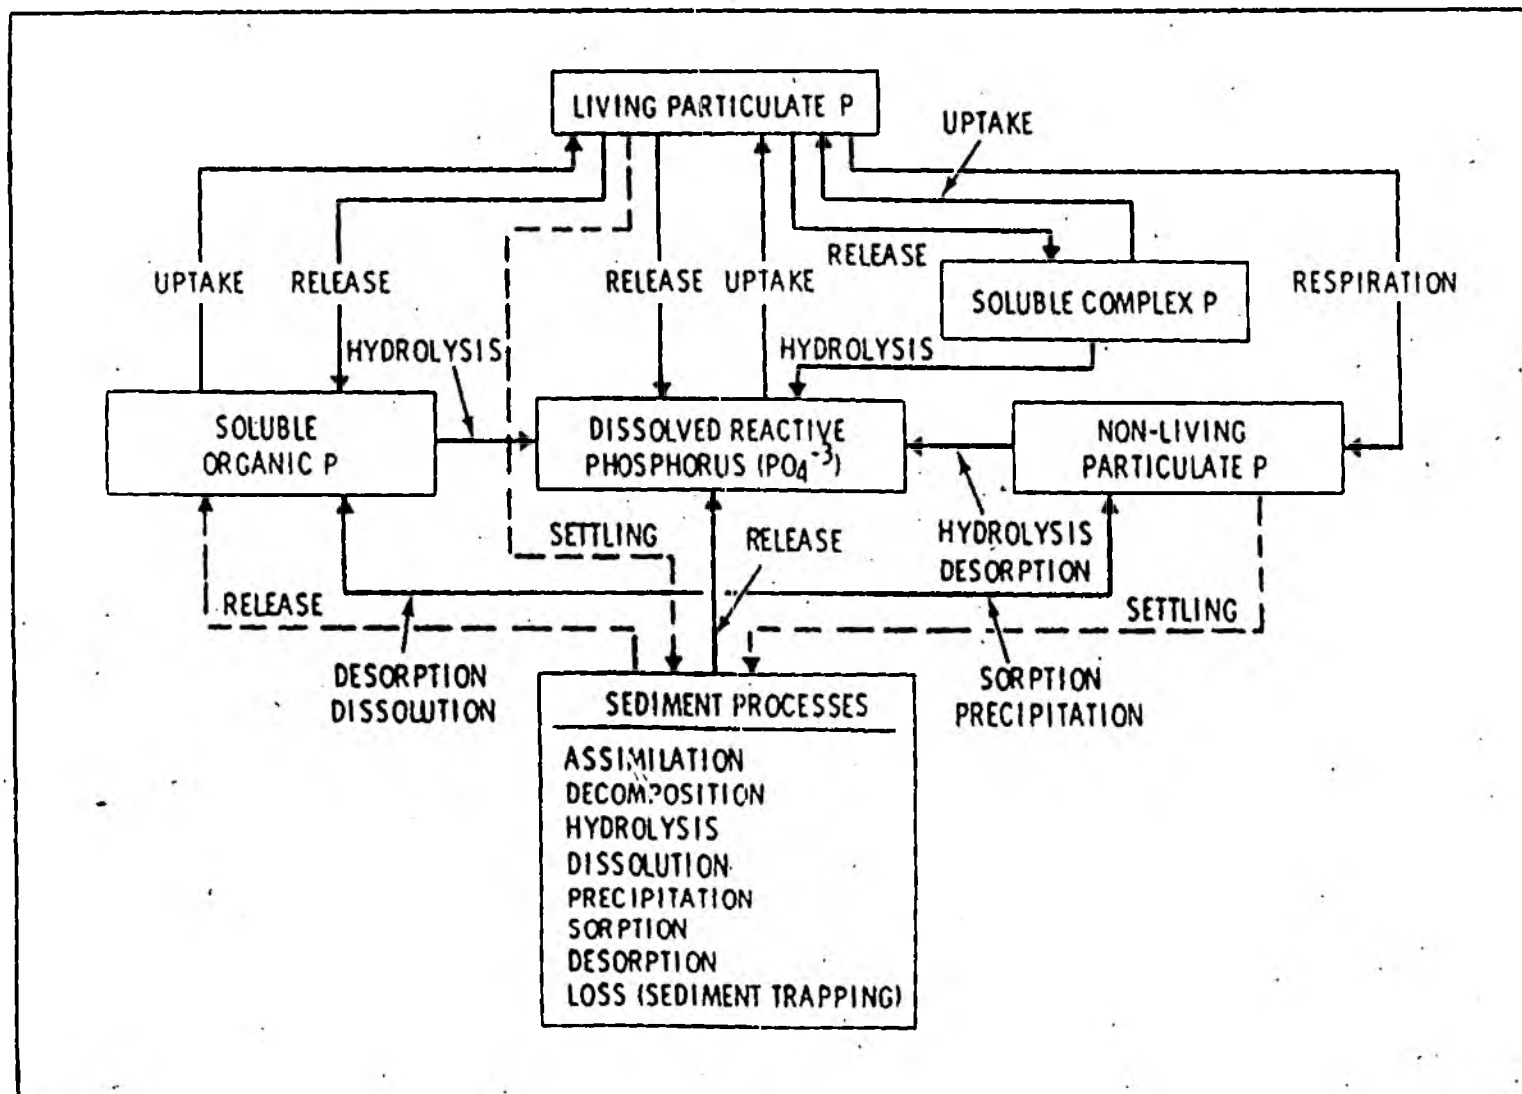 LIVING PARTICULATE P
UPTAKE
UPTAKE
RELEASE
RELEASE
UPTAKE
RELEASE
RESPIRATION
SOLUBLE COMPLEX P
HYDROLYSIS
HYDROLYSIS
SOLUBLE
ORGANIC P
DISSOLVED REACTIVE
PHOSPHORUS (PO₄⁻³)
NON-LIVING
PARTICULATE P
SETTLING
RELEASE
HYDROLYSIS
DESORPTION
RELEASE
SETTLING
DESORPTION
DISSOLUTION
SORPTION
PRECIPITATION
SEDIMENT PROCESSES
ASSIMILATION
DECOMPOSITION
HYDROLYSIS
DISSOLUTION
PRECIPITATION
SORPTION
DESORPTION
LOSS (SEDIMENT TRAPPING)